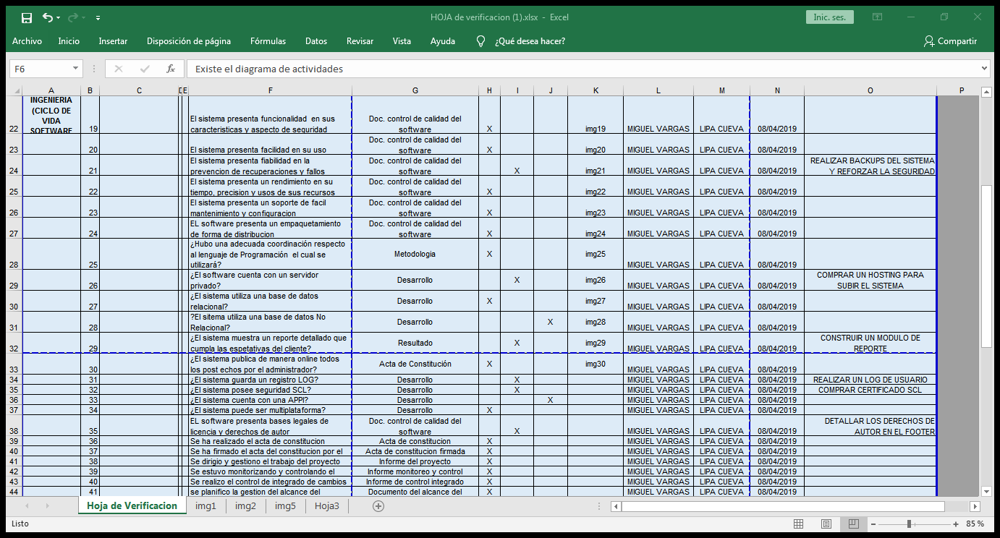 HOJA de verificacion (1).xlsx - Excel
Inic. ses.
Archivo Inicio Insertar Disposición de página Fórmulas Datos Revisar Vista Ayuda ¿Qué desea hacer? Compartir
F6 fx Existe el diagrama de actividades
A B C D E F G H I J K L M N O P
INGENIERIA
(CICLO DE
VIDA
SOFTWARE
22 19 El sistema presenta funcionalidad en sus caracteristicas y aspecto de seguridad Doc. control de calidad del software X img19 MIGUEL VARGAS LIPA CUEVA 08/04/2019
23 20 El sistema presenta facilidad en su uso Doc. control de calidad del software X img20 MIGUEL VARGAS LIPA CUEVA 08/04/2019
24 21 El sistema presenta fiabilidad en la prevencion de recuperaciones y fallos Doc. control de calidad del software X img21 MIGUEL VARGAS LIPA CUEVA 08/04/2019 REALIZAR BACKUPS DEL SISTEMA Y REFORZAR LA SEGURIDAD
25 22 El sistema presenta un rendimiento en su tiempo, precision y usos de sus recursos Doc. control de calidad del software X img22 MIGUEL VARGAS LIPA CUEVA 08/04/2019
26 23 El sistema presenta un soporte de facil mantenimiento y configuracion Doc. control de calidad del software X img23 MIGUEL VARGAS LIPA CUEVA 08/04/2019
27 24 EL software presenta un empaquetamiento de forma de distribucion Doc. control de calidad del software X img24 MIGUEL VARGAS LIPA CUEVA 08/04/2019
28 25 ¿Hubo una adecuada coordinación respecto al lenguaje de Programación el cual se utilizará? Metodologia X img25 MIGUEL VARGAS LIPA CUEVA 08/04/2019
29 26 ¿El software cuenta con un servidor privado? Desarrollo X img26 MIGUEL VARGAS LIPA CUEVA 08/04/2019 COMPRAR UN HOSTING PARA SUBIR EL SISTEMA
30 27 ¿El sistema utiliza una base de datos relacional? Desarrollo X img27 MIGUEL VARGAS LIPA CUEVA 08/04/2019
31 28 ?El sitema utiliza una base de datos No Relacional? Desarrollo X img28 MIGUEL VARGAS LIPA CUEVA 08/04/2019
32 29 ¿El sistema muestra un reporte detallado que cumpla las espetativas del cliente? Resultado X img29 MIGUEL VARGAS LIPA CUEVA 08/04/2019 CONSTRUIR UN MODULO DE REPORTE
33 30 ¿El sistema publica de manera online todos los post echos por el administrador? Acta de Constitución X img30 MIGUEL VARGAS LIPA CUEVA 08/04/2019
34 31 ¿El sistema guarda un registro LOG? Desarrollo X MIGUEL VARGAS LIPA CUEVA 08/04/2019 REALIZAR UN LOG DE USUARIO
35 32 ¿El sistema posee seguridad SCL? Desarrollo X MIGUEL VARGAS LIPA CUEVA 08/04/2019 COMPRAR CERTIFICADO SCL
36 33 ¿El sistema cuenta con una APPI? Desarrollo X MIGUEL VARGAS LIPA CUEVA 08/04/2019
37 34 ¿El sistema puede ser multiplataforma? Desarrollo X MIGUEL VARGAS LIPA CUEVA 08/04/2019
38 35 EL software presenta bases legales de licencia y derechos de autor Doc. control de calidad del software X MIGUEL VARGAS LIPA CUEVA 08/04/2019 DETALLAR LOS DERECHOS DE AUTOR EN EL FOOTER
39 36 Se ha realizado el acta de constitucion Acta de constitucion X MIGUEL VARGAS LIPA CUEVA 08/04/2019
40 37 Se ha firmado el acta del constitucion por el Acta de constitucion firmada X MIGUEL VARGAS LIPA CUEVA 08/04/2019
41 38 Se dirigio y gestiono el trabajo del proyecto Informe del proyecto X MIGUEL VARGAS LIPA CUEVA 08/04/2019
42 39 Se estuvo monitorizando y controlando el Informe monitoreo y control X MIGUEL VARGAS LIPA CUEVA 08/04/2019
43 40 Se realizo el control de integrado de cambios Informe de control integrado X MIGUEL VARGAS LIPA CUEVA 08/04/2019
44 41 se planifico la gestion del alcance del Documento del alcance del X MIGUEL VARGAS LIPA CUEVA 08/04/2019
Hoja de Verificacion img1 img2 img5 Hoja3
Listo 85 %